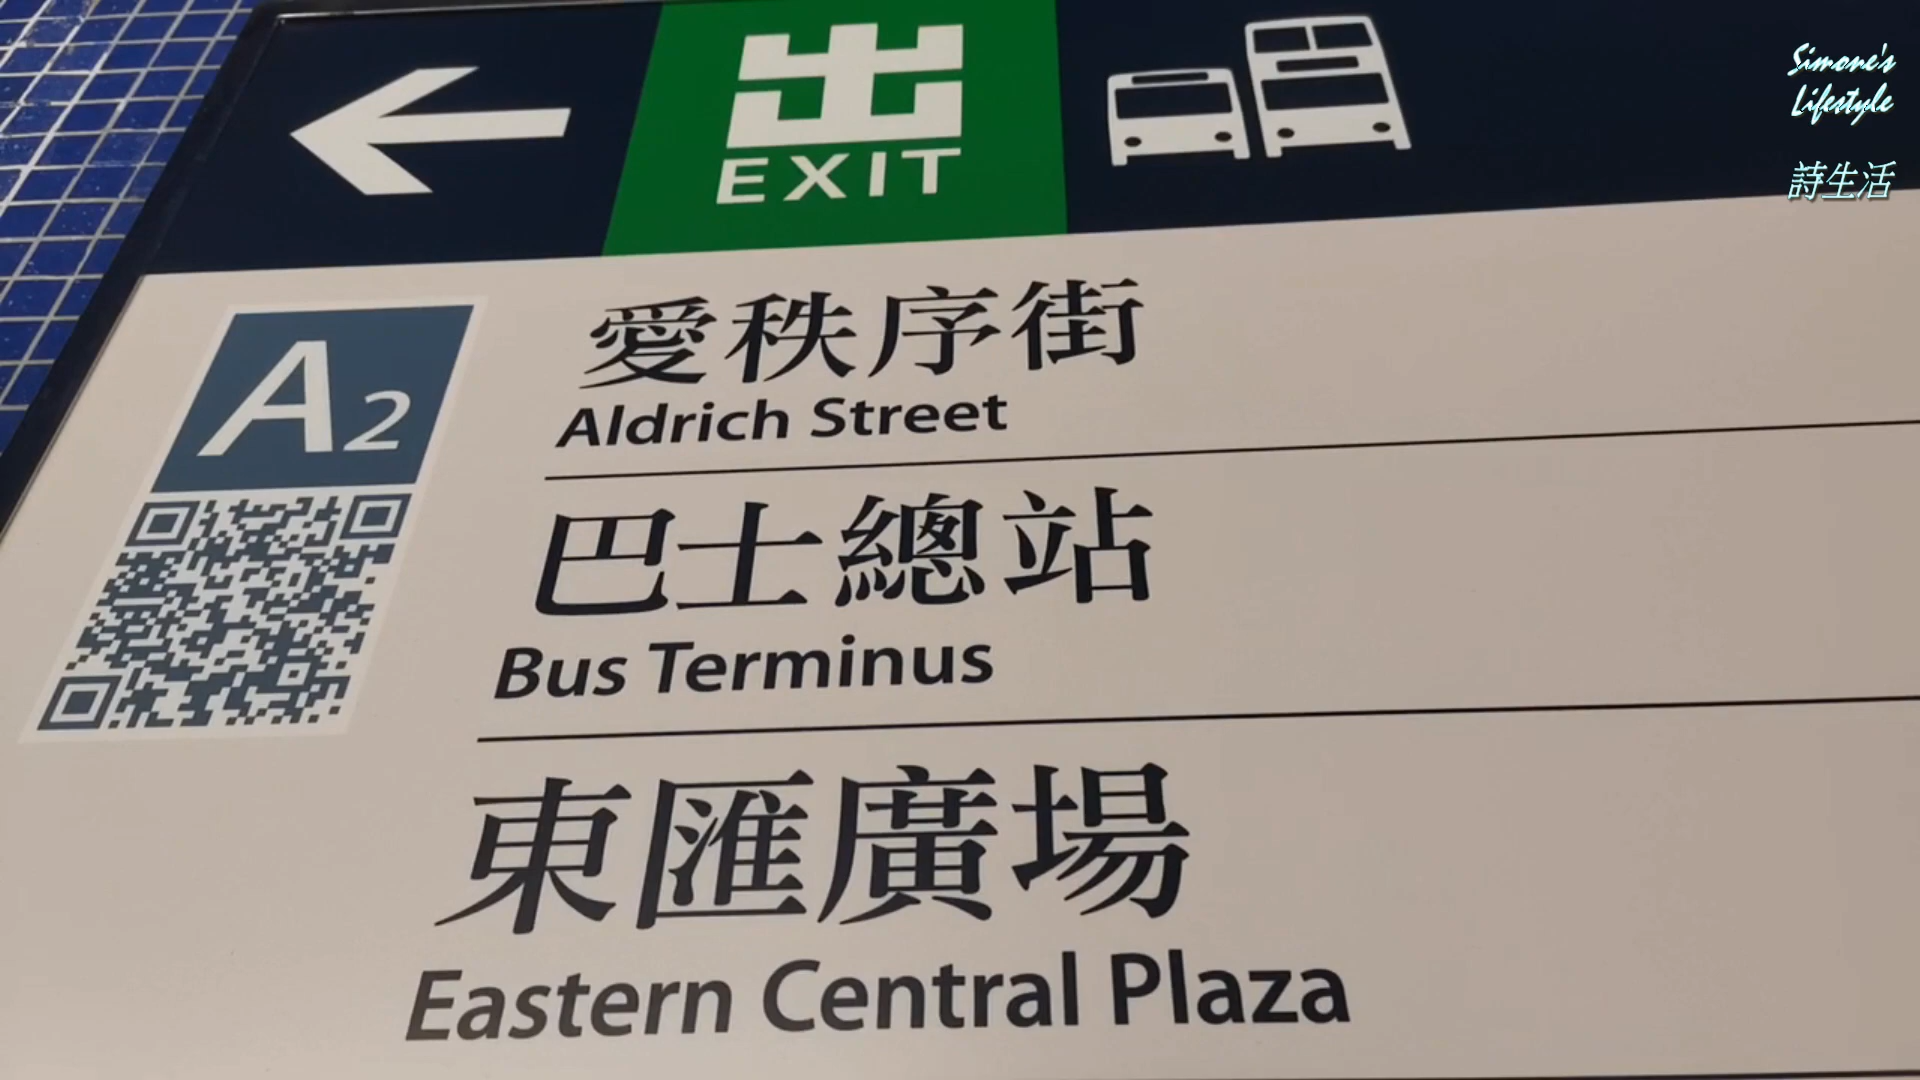 出
EXIT
Simone's
Lifestyle
詩生活
A2
愛秩序街
Aldrich Street
巴士總站
Bus Terminus
東匯廣場
Eastern Central Plaza